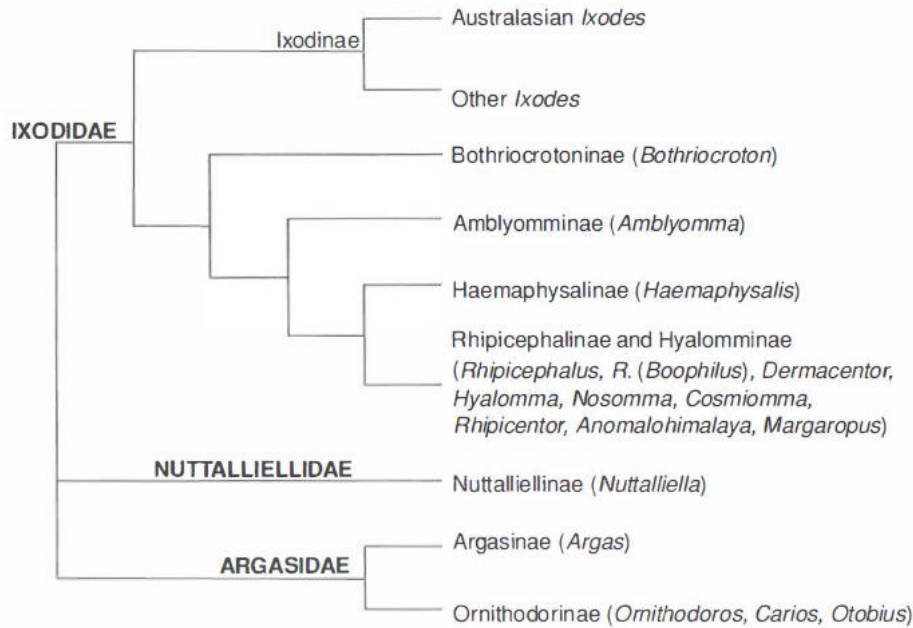 Australasian Ixodes
Ixodinae
Other Ixodes
IXODIDAE
Bothriocrotoninae (Bothriocroton)
Amblyomminae (Amblyomma)
Haemaphysalinae (Haemaphysalis)
Rhipicephalinae and Hyalomminae
(Rhipicephalus, R. (Boophilus), Dermacentor,
Hyalomma, Nosomma, Cosmiomma,
Rhipicentor, Anomalohimalaya, Margaropus)
NUTTALLIELLIDAE
Nuttalliellinae (Nuttalliella)
Argasinae (Argas)
ARGASIDAE
Ornithodorinae (Ornithodoros, Carios, Otobius)